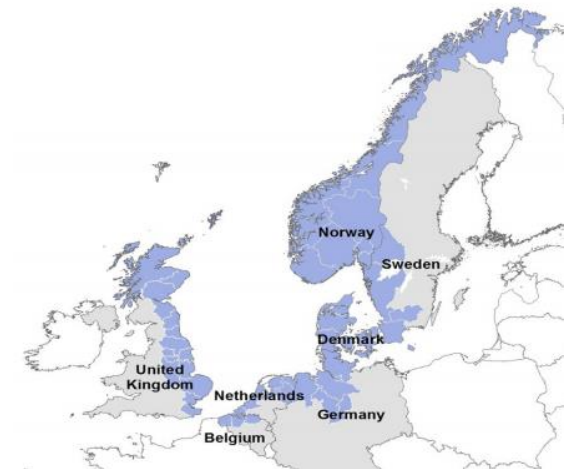 Norway
Sweden
Denmark
United
Kingdom
Netherlands
Germany
Belgium